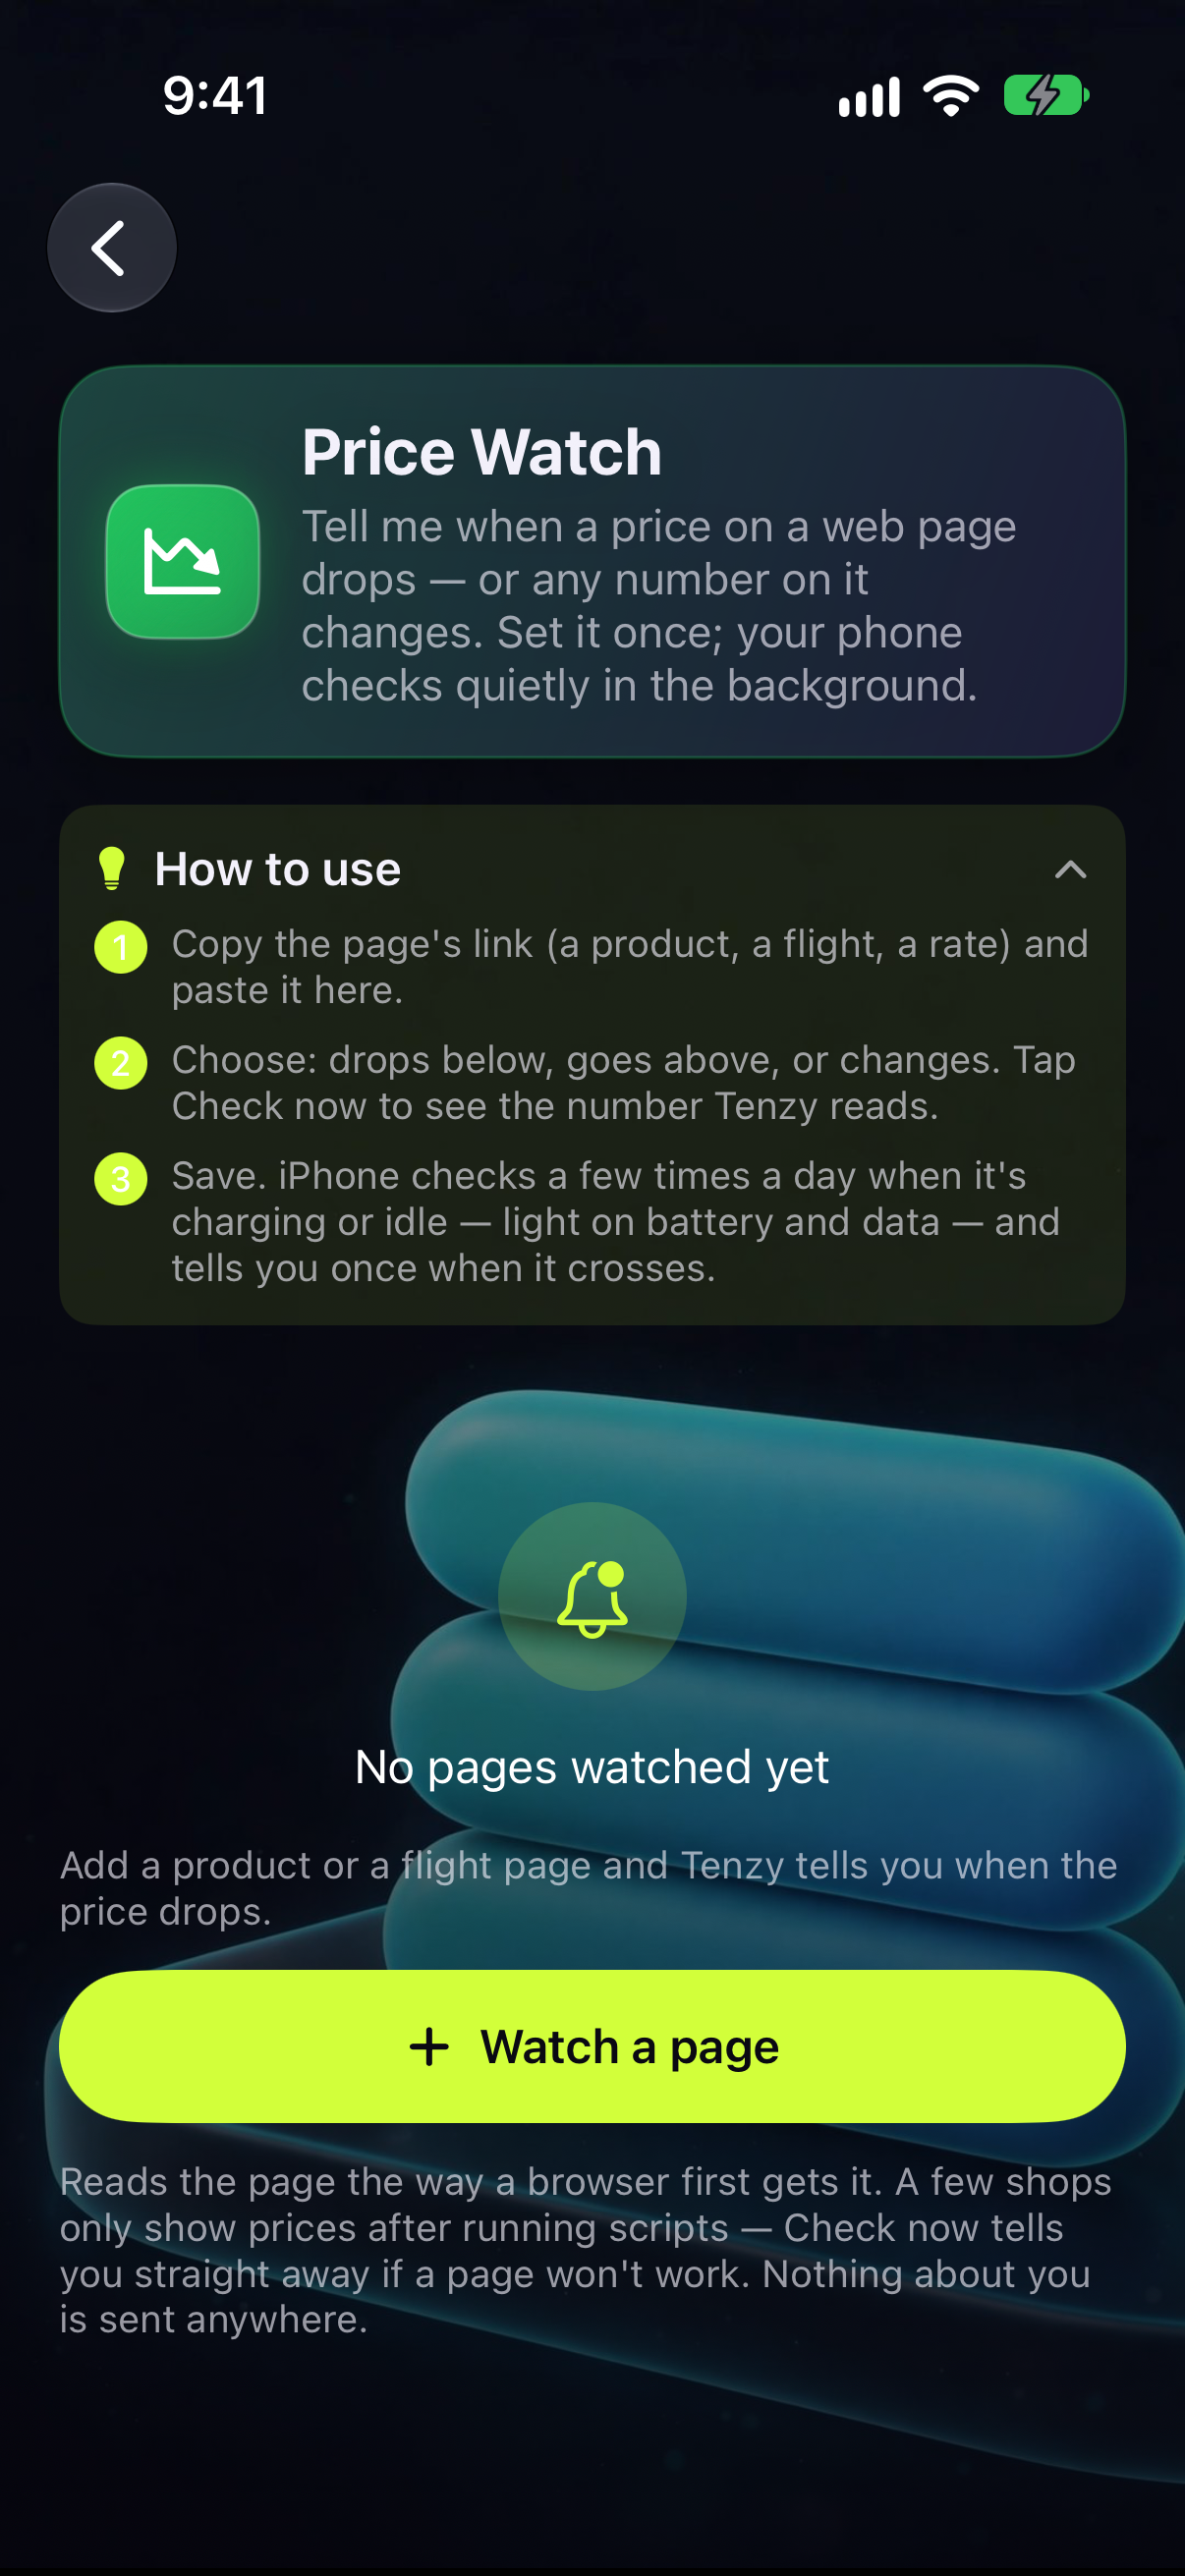 9:41
Price Watch
Tell me when a price on a web page
drops — or any number on it
changes. Set it once; your phone
checks quietly in the background.
How to use
1 Copy the page's link (a product, a flight, a rate) and
paste it here.
2 Choose: drops below, goes above, or changes. Tap
Check now to see the number Tenzy reads.
3 Save. iPhone checks a few times a day when it's
charging or idle — light on battery and data — and
tells you once when it crosses.
No pages watched yet
Add a product or a flight page and Tenzy tells you when the
price drops.
+ Watch a page
Reads the page the way a browser first gets it. A few shops
only show prices after running scripts — Check now tells
you straight away if a page won't work. Nothing about you
is sent anywhere.